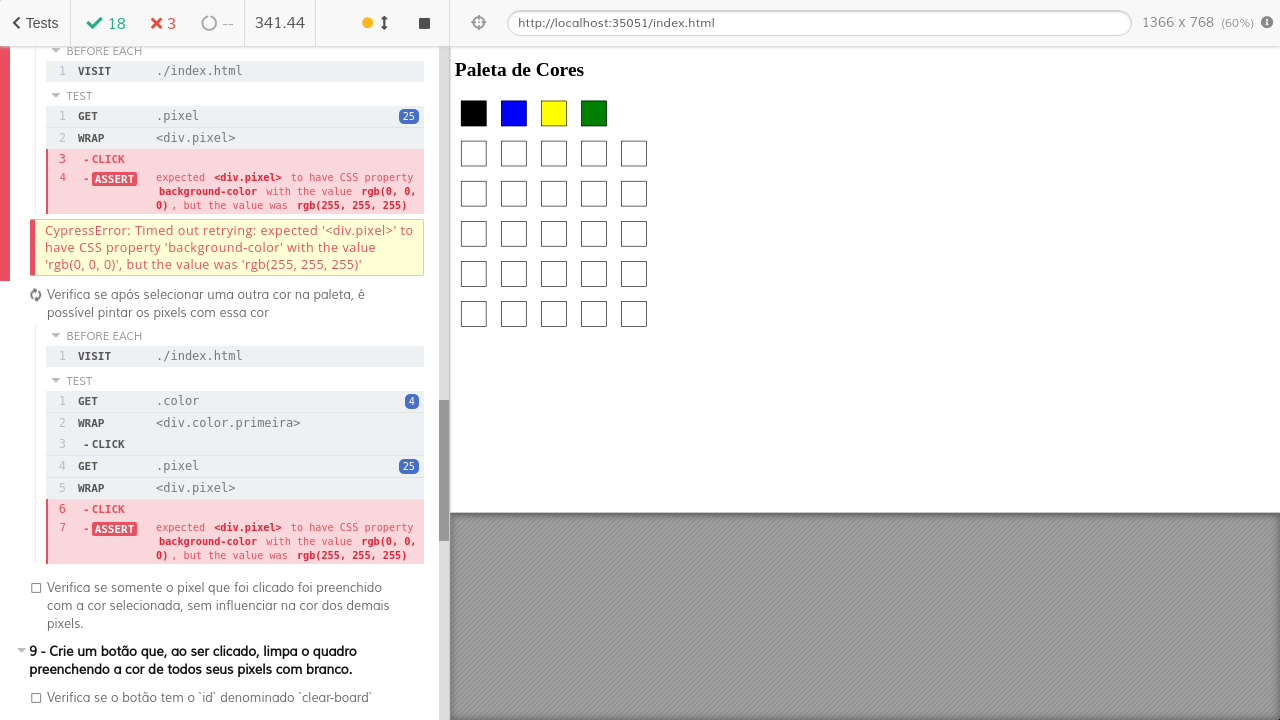 Tests
18
3
--
341.44
http://localhost:35051/index.html
1366 x 768 (60%)
BEFORE EACH
1 VISIT ./index.html
TEST
1 GET .pixel 25
2 WRAP <div.pixel>
3 - CLICK
4 - ASSERT expected <div.pixel> to have CSS property
background-color with the value rgb(0, 0,
0) , but the value was rgb(255, 255, 255)
CypressError: Timed out retrying: expected '<div.pixel>' to
have CSS property 'background-color' with the value
'rgb(0, 0, 0)', but the value was 'rgb(255, 255, 255)'
Verifica se após selecionar uma outra cor na paleta, é
possível pintar os pixels com essa cor
BEFORE EACH
1 VISIT ./index.html
TEST
1 GET .color 4
2 WRAP <div.color.primeira>
3 - CLICK
4 GET .pixel 25
5 WRAP <div.pixel>
6 - CLICK
7 - ASSERT expected <div.pixel> to have CSS property
background-color with the value rgb(0, 0,
0) , but the value was rgb(255, 255, 255)
Verifica se somente o pixel que foi clicado foi preenchido
com a cor selecionada, sem influenciar na cor dos demais
pixels.
9 - Crie um botão que, ao ser clicado, limpa o quadro
preenchendo a cor de todos seus pixels com branco.
Verifica se o botão tem o `id` denominado `clear-board`
Paleta de Cores